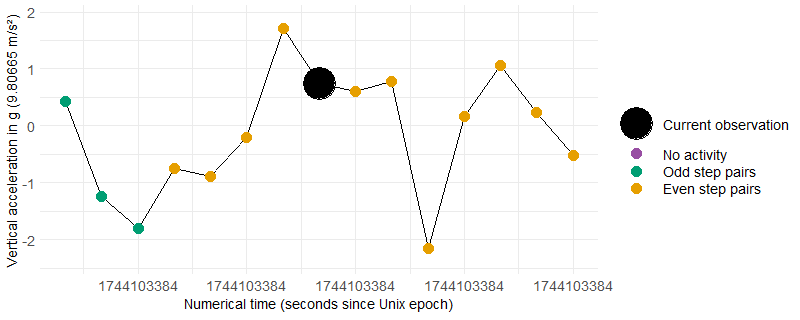 Vertical acceleration in g (9.80665 m/s²)
2
1
0
-1
-2
1744103384
1744103384
1744103384
1744103384
1744103384
Numerical time (seconds since Unix epoch)
Current observation
No activity
Odd step pairs
Even step pairs